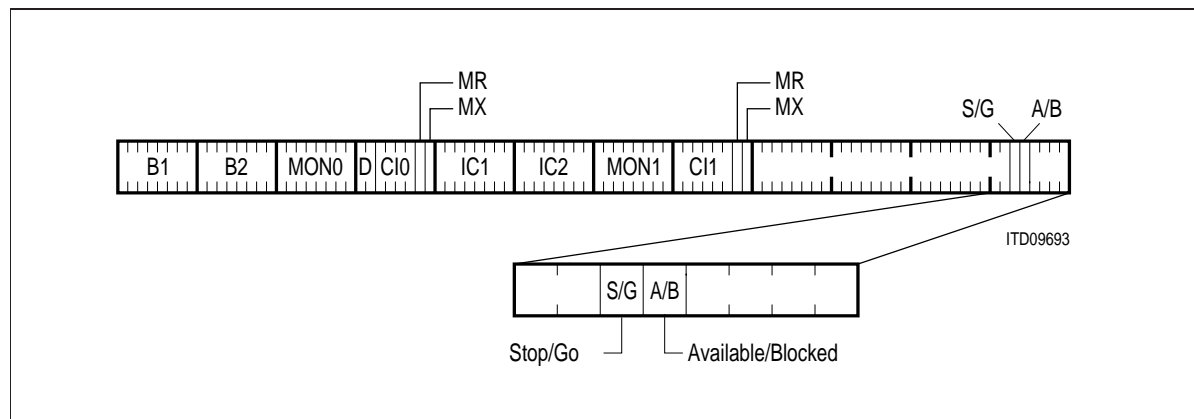 MR
MX
MR
MX
S/G
A/B
B1
B2
MON0
D
CI0
IC1
IC2
MON1
CI1
ITD09693
S/G
A/B
Stop/Go
Available/Blocked